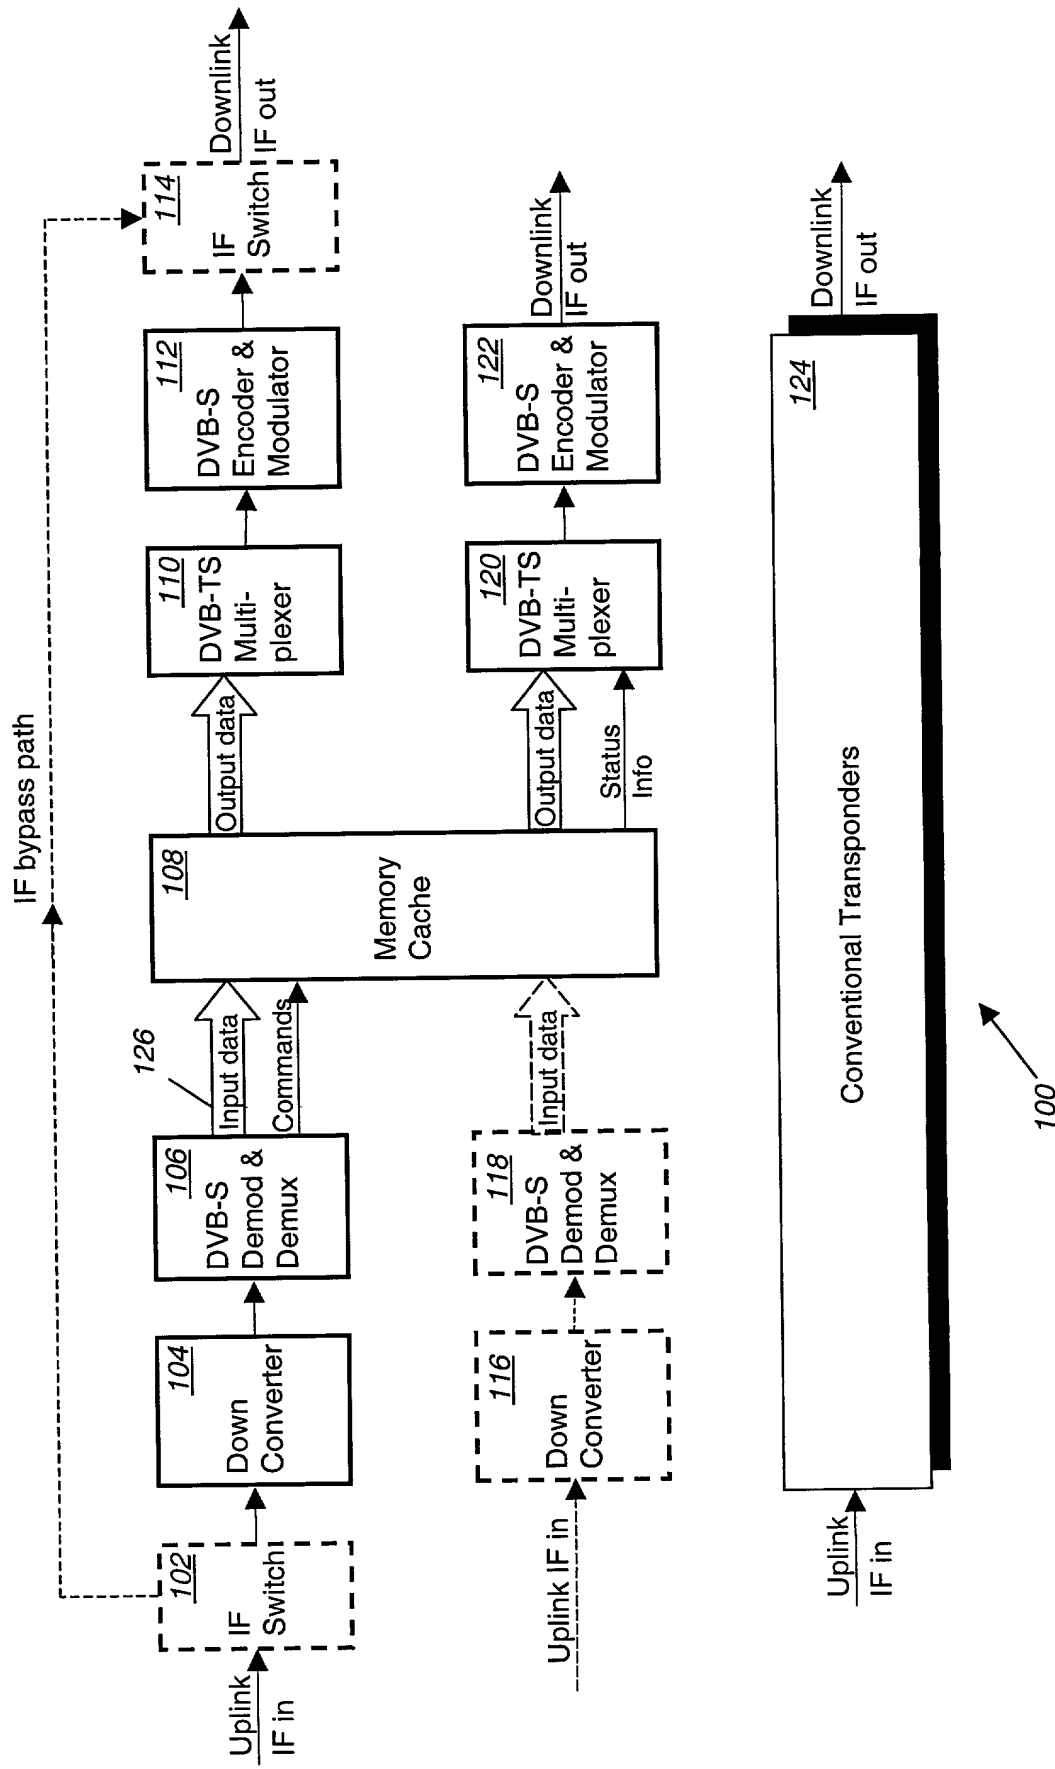 IF bypass path
Uplink
IF in
102
IF
Switch
104
Down
Converter
106
DVB-S
Demod &
Demux
126
Input data
Commands
108
Memory
Cache
Output data
110
DVB-TS
Multi-
plexer
112
DVB-S
Encoder &
Modulator
114
IF
Switch
Downlink
IF out
Uplink IF in
116
Down
Converter
118
DVB-S
Demod &
Demux
Input data
Output data
Status
Info
120
DVB-TS
Multi-
plexer
122
DVB-S
Encoder &
Modulator
Downlink
IF out
Uplink
IF in
Conventional Transponders
124
Downlink
IF out
100